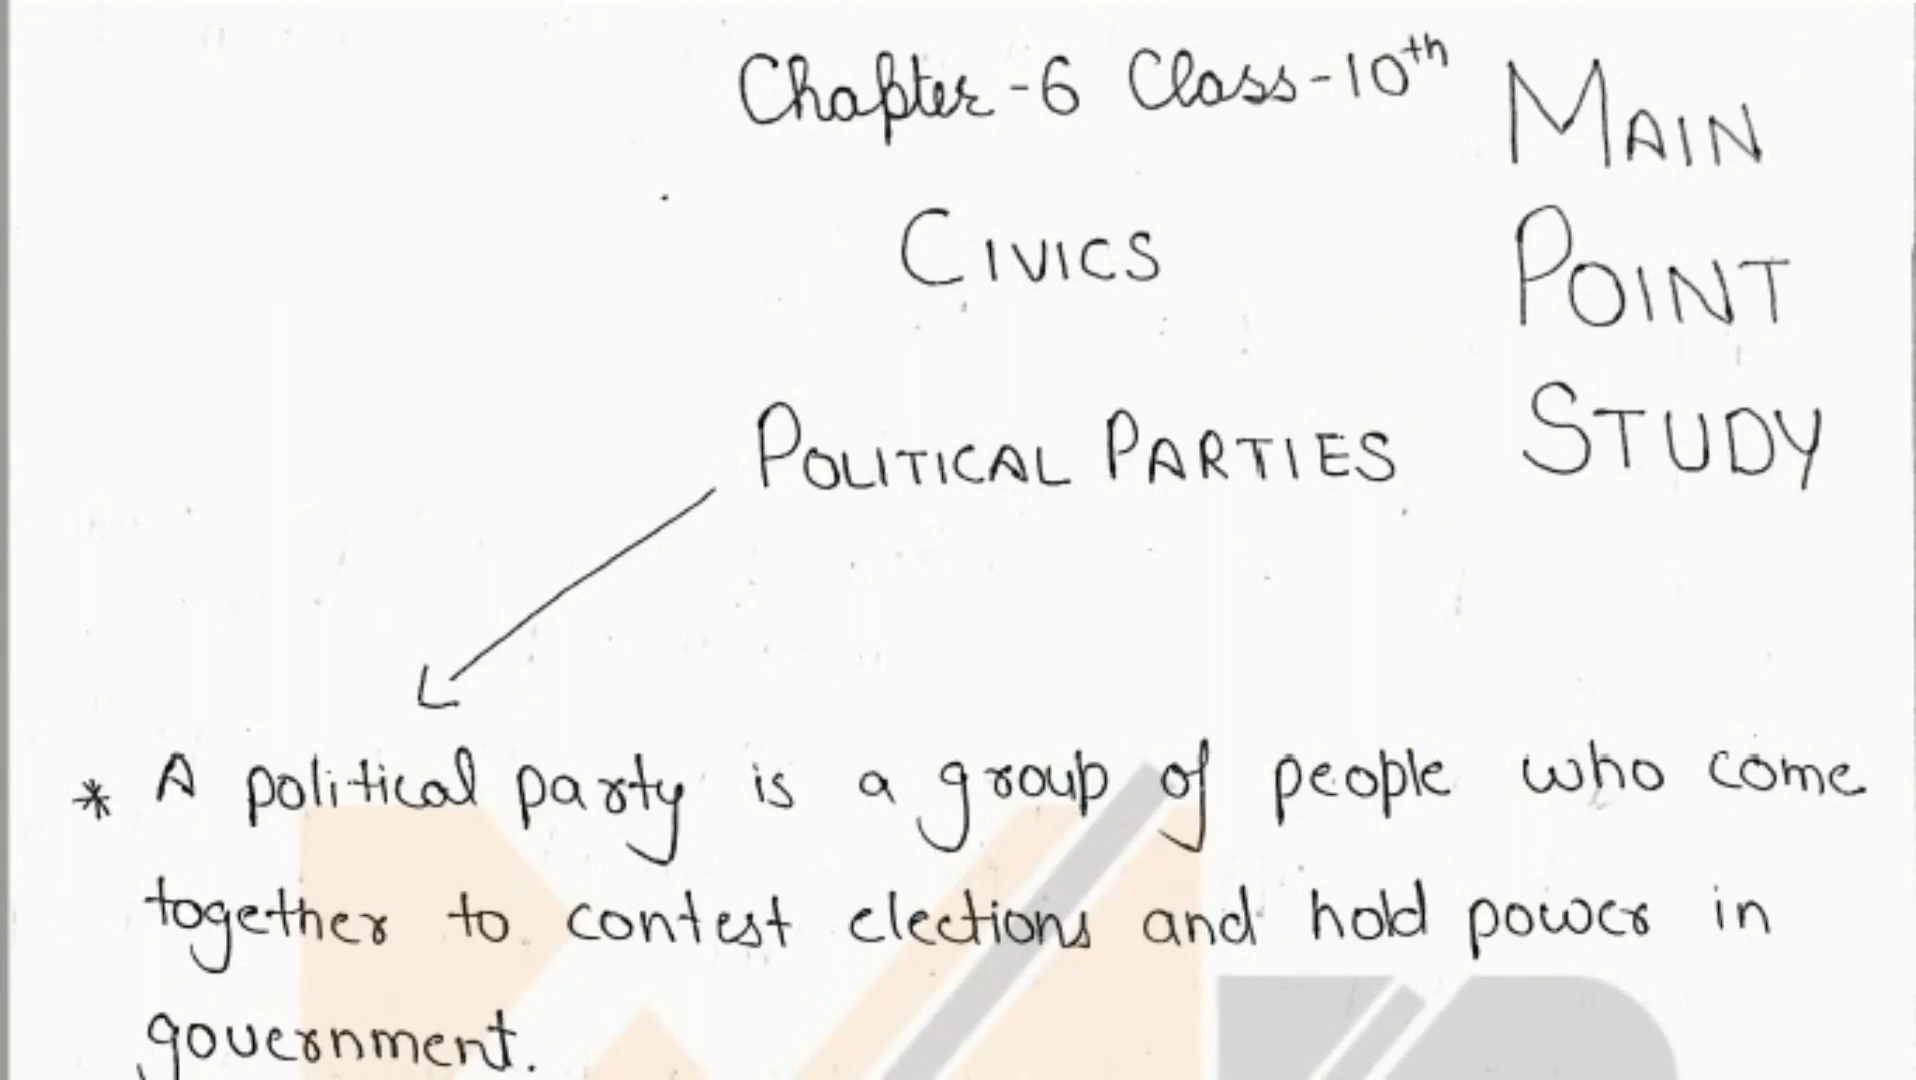 Chapter-6 Class-10th
MAIN
CIVICS
POINT
POLITICAL PARTIES
STUDY
* A political party is a group of people who come
together to contest elections and hold power in
government.